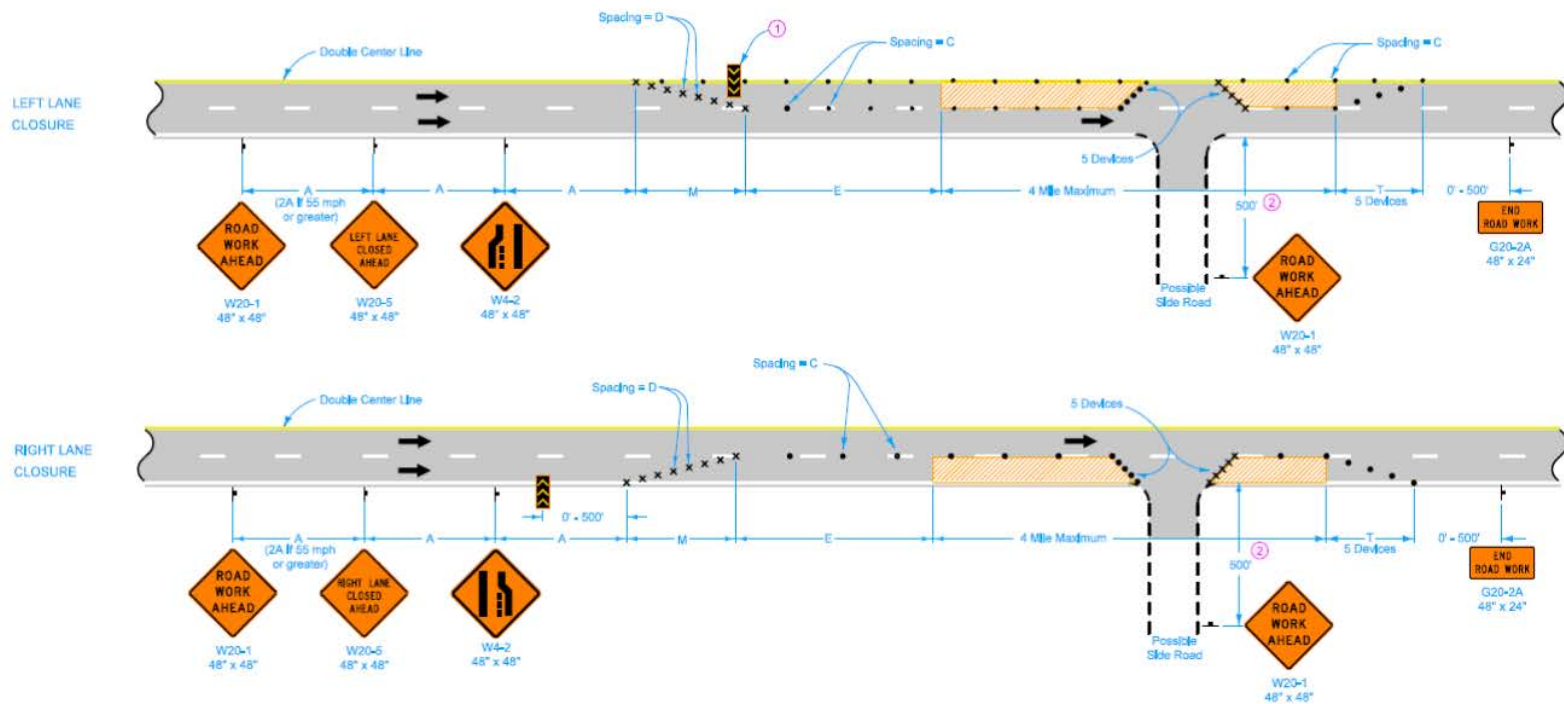 Spacing = D
①
Double Center Line
Spacing = C
Spacing = C
LEFT LANE
CLOSURE
5 Devices
A
A
A
M
E
4 Mile Maximum
T
0' - 500'
(2A if 55 mph
or greater)
500'
②
5 Devices
ROAD
WORK
AHEAD
LEFT LANE
CLOSED
AHEAD
END
ROAD WORK
G20-2A
48" x 24"
ROAD
WORK
AHEAD
W20-1
48" x 48"
W20-5
48" x 48"
W4-2
48" x 48"
Possible
Side Road
W20-1
48" x 48"
Spacing = C
Spacing = D
Double Center Line
5 Devices
RIGHT LANE
CLOSURE
0' - 500'
A
A
A
M
E
4 Mile Maximum
T
0' - 500'
(2A if 55 mph
or greater)
500'
②
5 Devices
ROAD
WORK
AHEAD
RIGHT LANE
CLOSED
AHEAD
END
ROAD WORK
G20-2A
48" x 24"
ROAD
WORK
AHEAD
W20-1
48" x 48"
W20-5
48" x 48"
W4-2
48" x 48"
Possible
Side Road
W20-1
48" x 48"